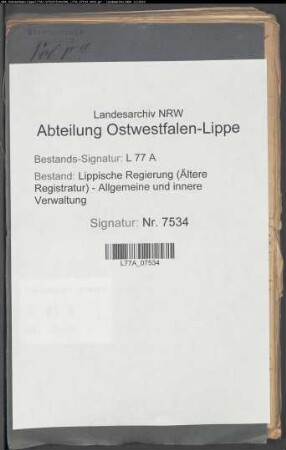 Landesarchiv NRW
Abteilung Ostwestfalen-Lippe
Bestands-Signatur: L 77 A
Bestand: Lippische Regierung (Ältere
Registratur) - Allgemeine und innere
Verwaltung
Signatur: Nr. 7534
L77A_07534